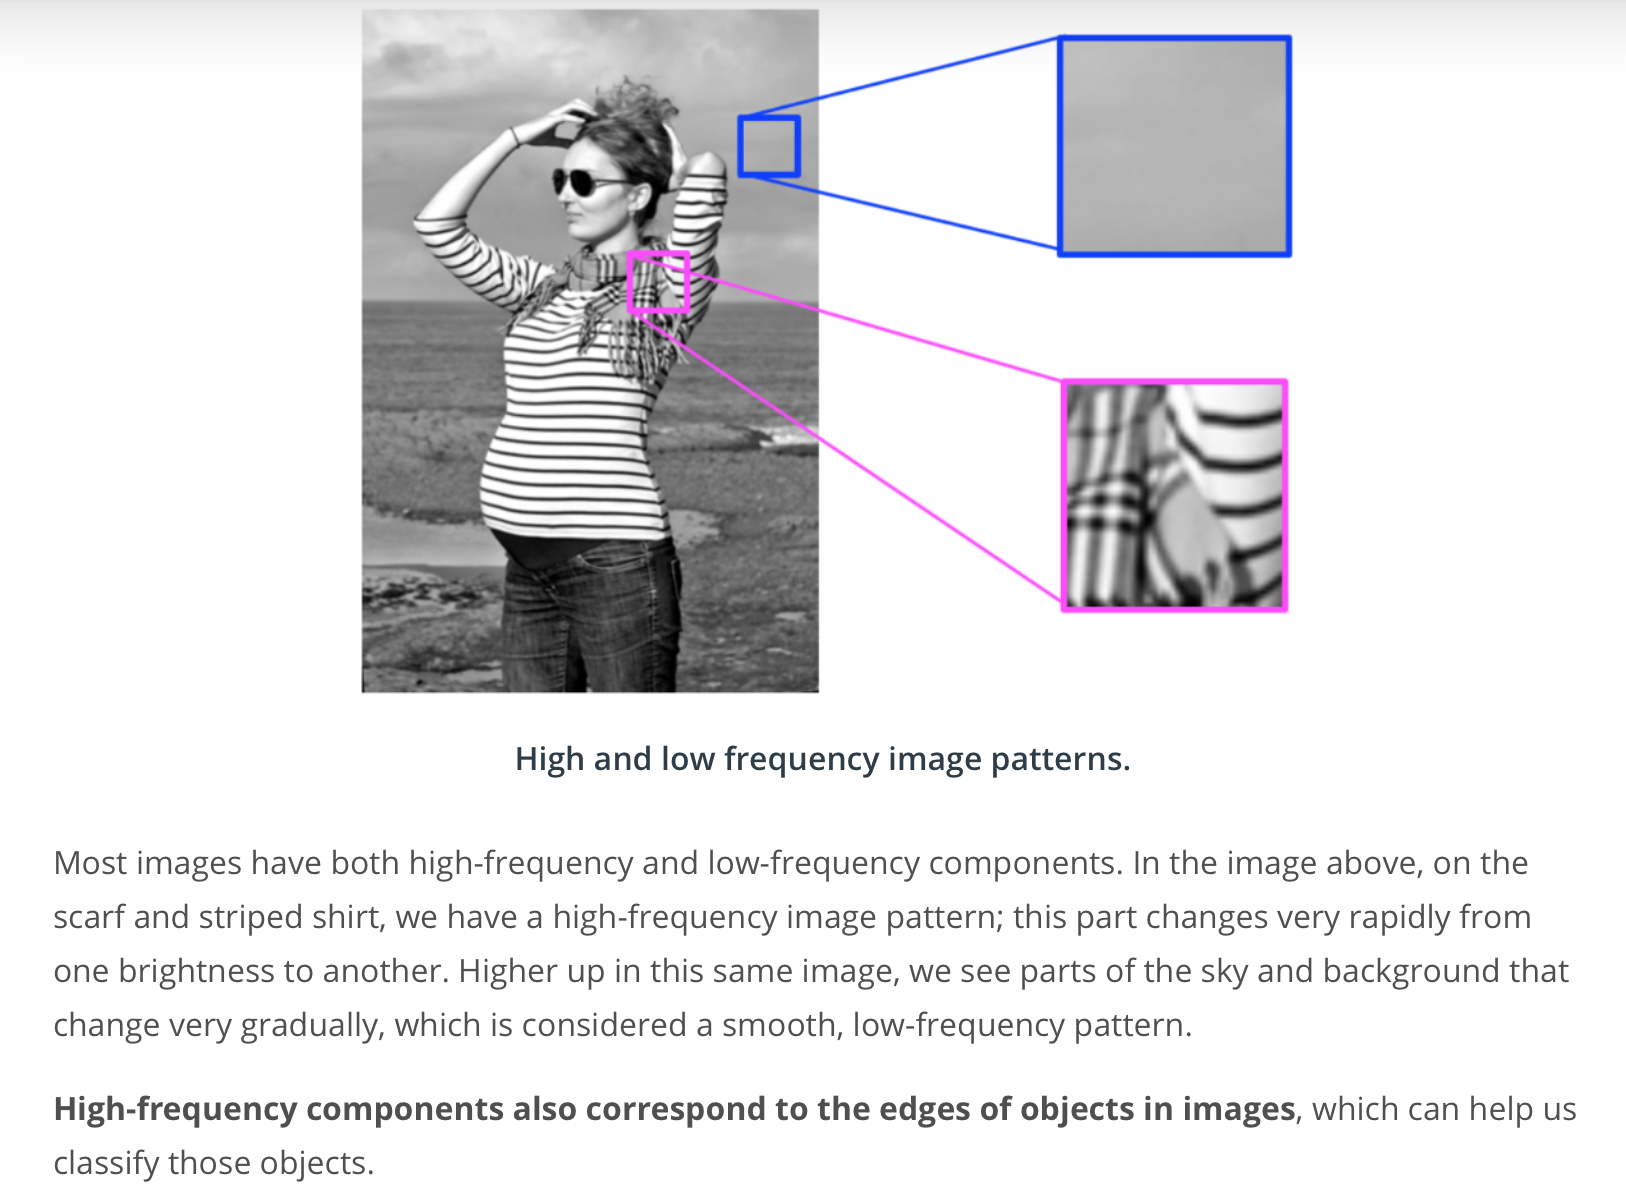 High and low frequency image patterns.
Most images have both high-frequency and low-frequency components. In the image above, on the
scarf and striped shirt, we have a high-frequency image pattern; this part changes very rapidly from
one brightness to another. Higher up in this same image, we see parts of the sky and background that
change very gradually, which is considered a smooth, low-frequency pattern.
High-frequency components also correspond to the edges of objects in images, which can help us
classify those objects.